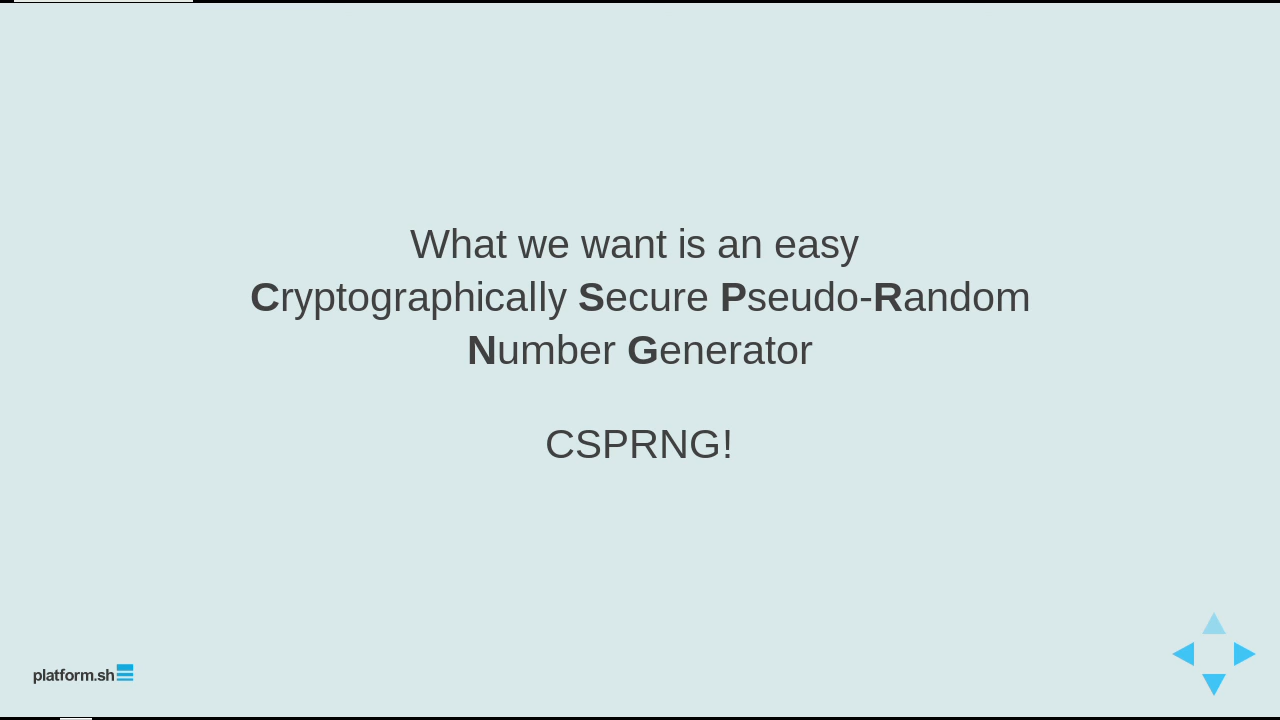 What we want is an easy
Cryptographically Secure Pseudo-Random
Number Generator
CSPRNG!
platform.sh